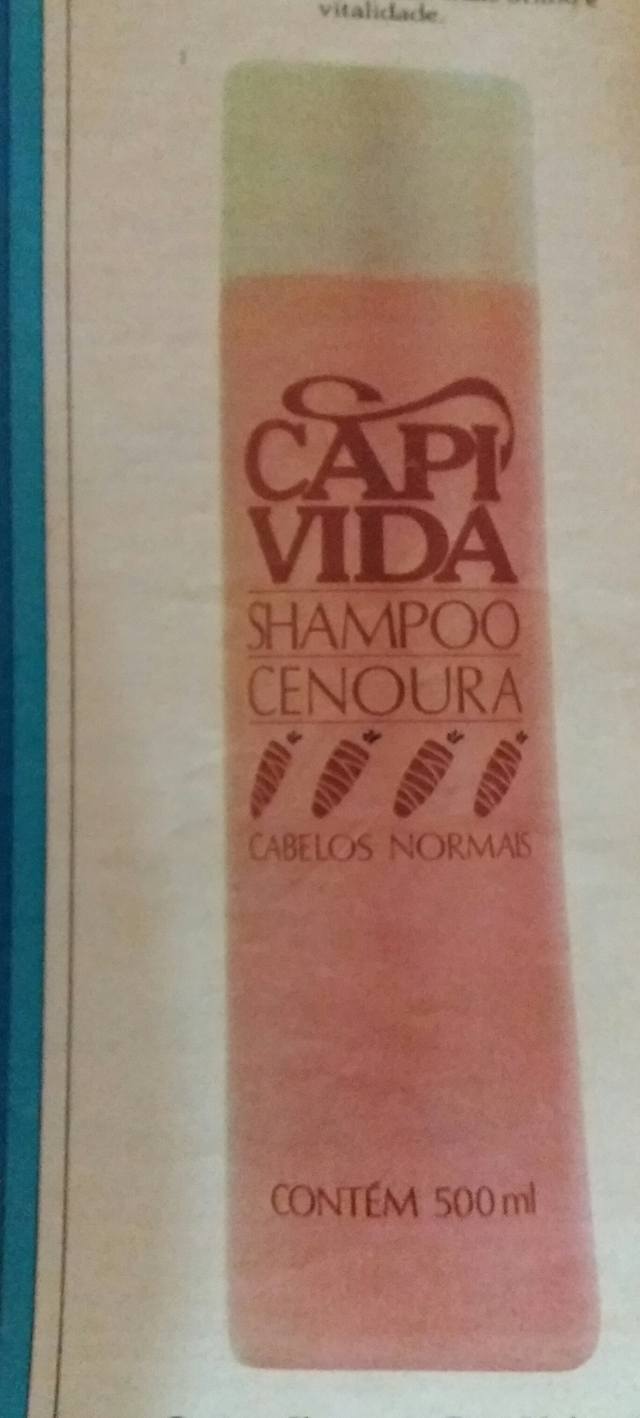 vitalidade.
CAPI
VIDA
SHAMPOO
CENOURA
CABELOS NORMAIS
CONTÉM 500 ml